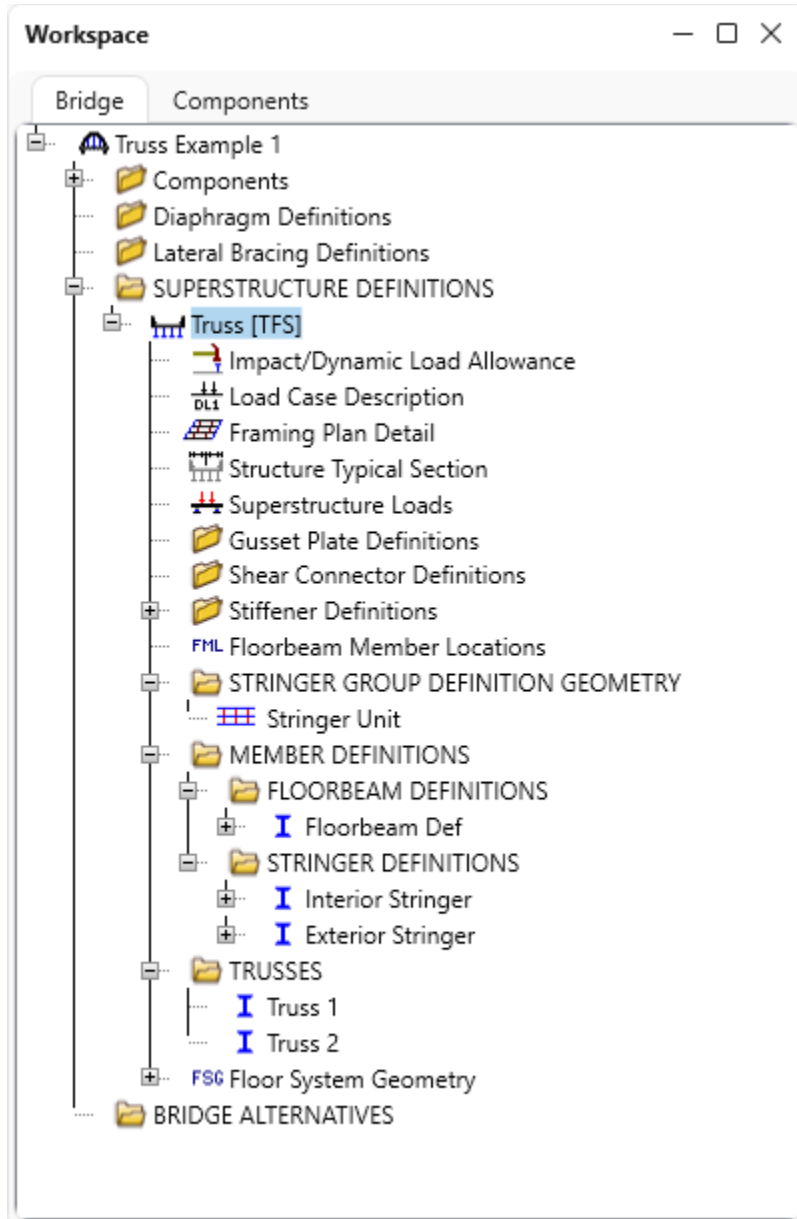 Workspace
Bridge Components
Truss Example 1
Components
Diaphragm Definitions
Lateral Bracing Definitions
SUPERSTRUCTURE DEFINITIONS
Truss [TFS]
Impact/Dynamic Load Allowance
DL1 Load Case Description
Framing Plan Detail
Structure Typical Section
Superstructure Loads
Gusset Plate Definitions
Shear Connector Definitions
Stiffener Definitions
FML Floorbeam Member Locations
STRINGER GROUP DEFINITION GEOMETRY
Stringer Unit
MEMBER DEFINITIONS
FLOORBEAM DEFINITIONS
Floorbeam Def
STRINGER DEFINITIONS
Interior Stringer
Exterior Stringer
TRUSSES
Truss 1
Truss 2
FSG Floor System Geometry
BRIDGE ALTERNATIVES